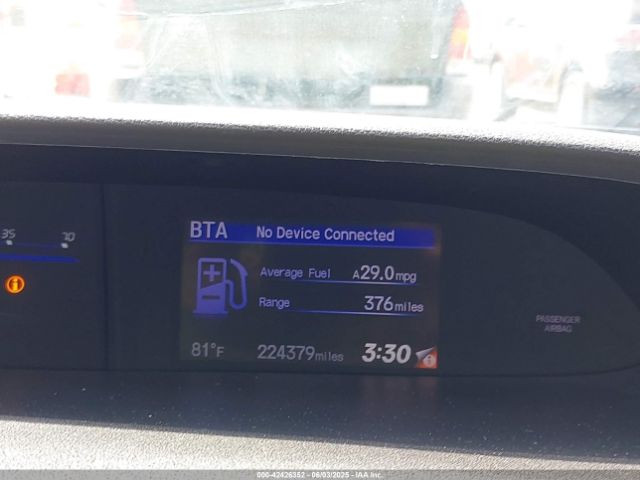 BTA No Device Connected
35 70
Average Fuel A29.0mpg
Range 376miles
PASSENGER
AIRBAG
81°F 224379miles 3:30
000-42426352 - 06/03/2025 - IAA Inc.